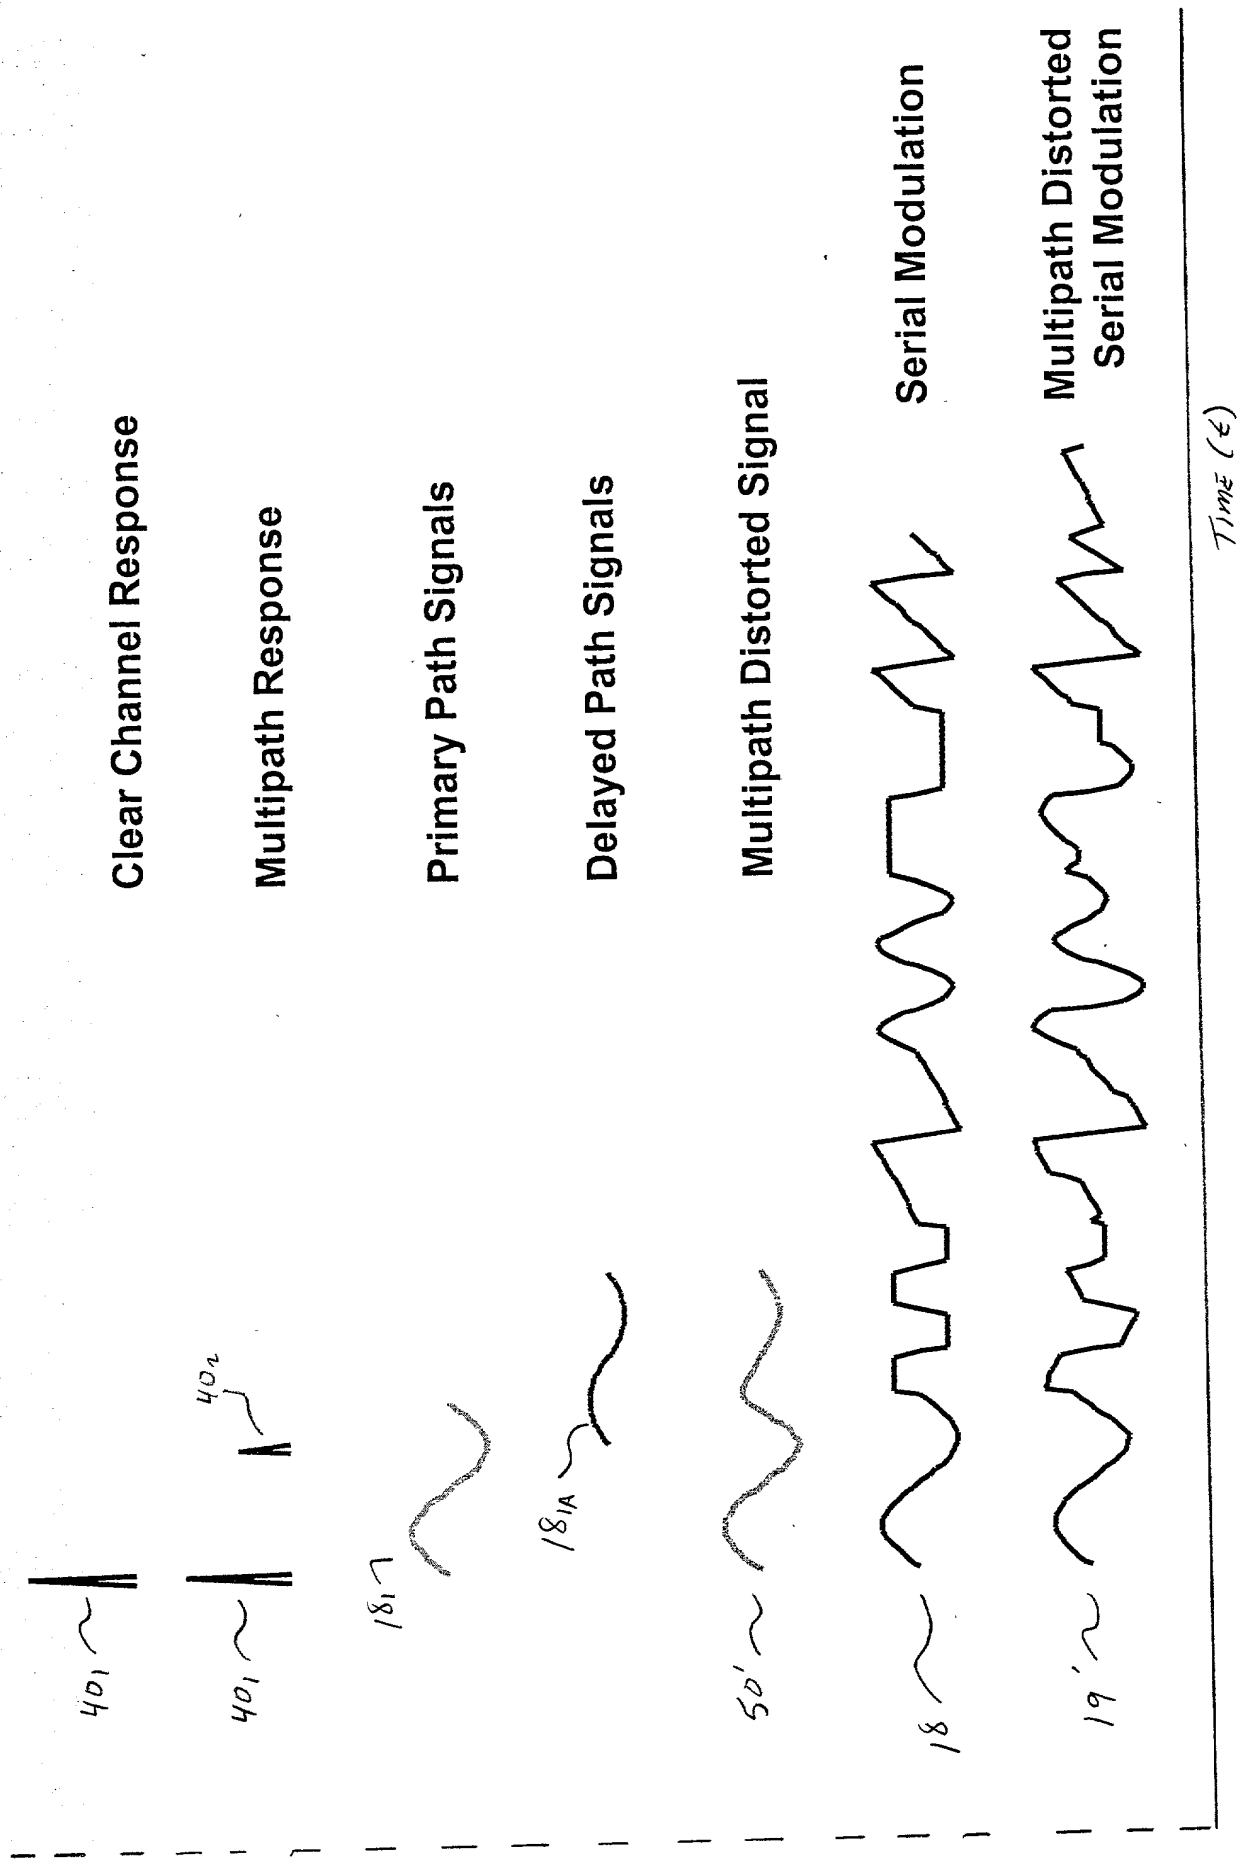 Clear Channel Response
40₁
Multipath Response
40₁
40₂
Primary Path Signals
18₁
Delayed Path Signals
18₁A
Multipath Distorted Signal
50'
Serial Modulation
18
Multipath Distorted
Serial Modulation
19'
TIME (t)